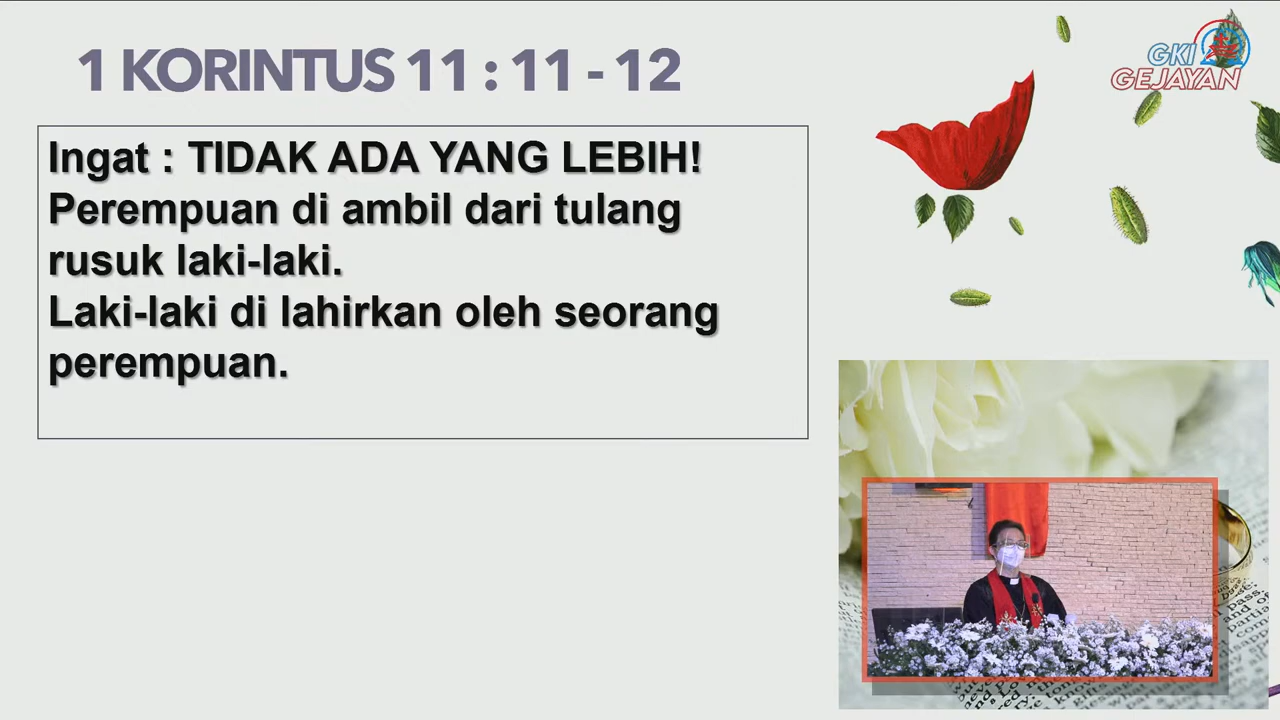 1 KORINTUS 11 : 11 - 12
GKI
GEJAYAN
Ingat : TIDAK ADA YANG LEBIH!
Perempuan di ambil dari tulang
rusuk laki-laki.
Laki-laki di lahirkan oleh seorang
perempuan.